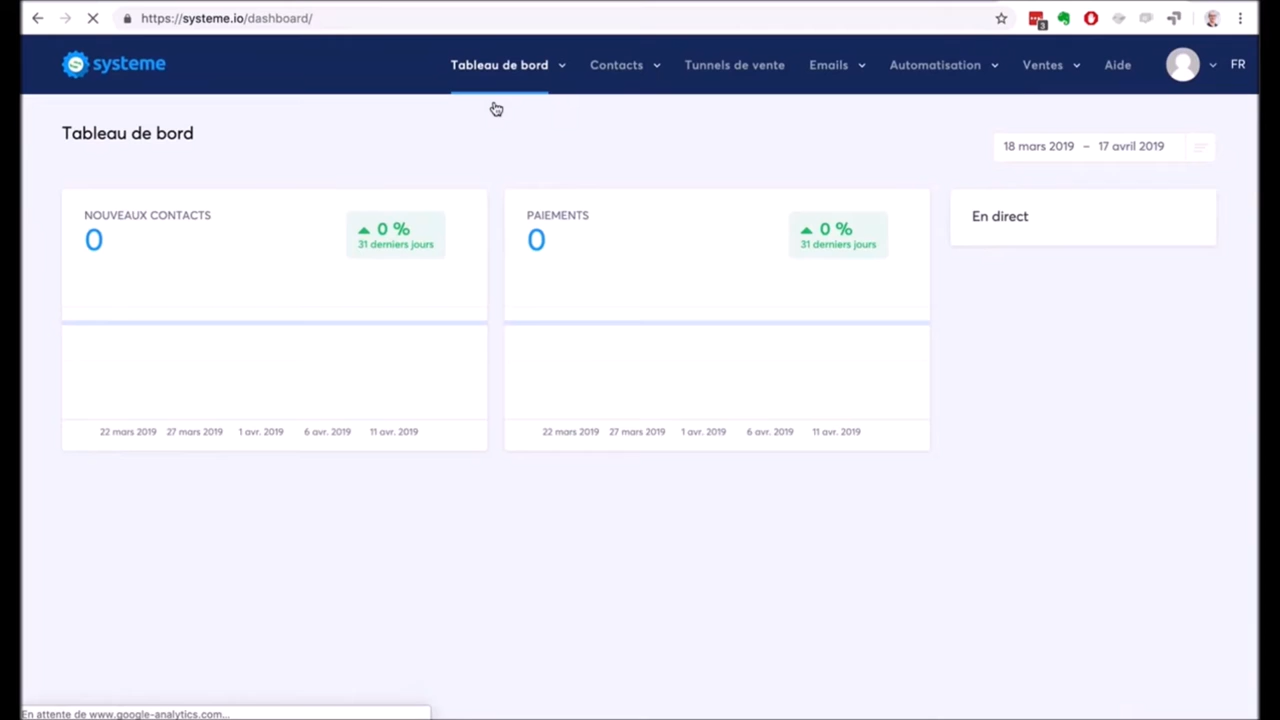 https://systeme.io/dashboard/
3
systeme
Tableau de bord
Contacts
Tunnels de vente
Emails
Automatisation
Ventes
Aide
FR
Tableau de bord
18 mars 2019 – 17 avril 2019
NOUVEAUX CONTACTS
0
0 %
31 derniers jours
22 mars 2019 27 mars 2019 1 avr. 2019 6 avr. 2019 11 avr. 2019
PAIEMENTS
0
0 %
31 derniers jours
22 mars 2019 27 mars 2019 1 avr. 2019 6 avr. 2019 11 avr. 2019
En direct
En attente de www.google-analytics.com...